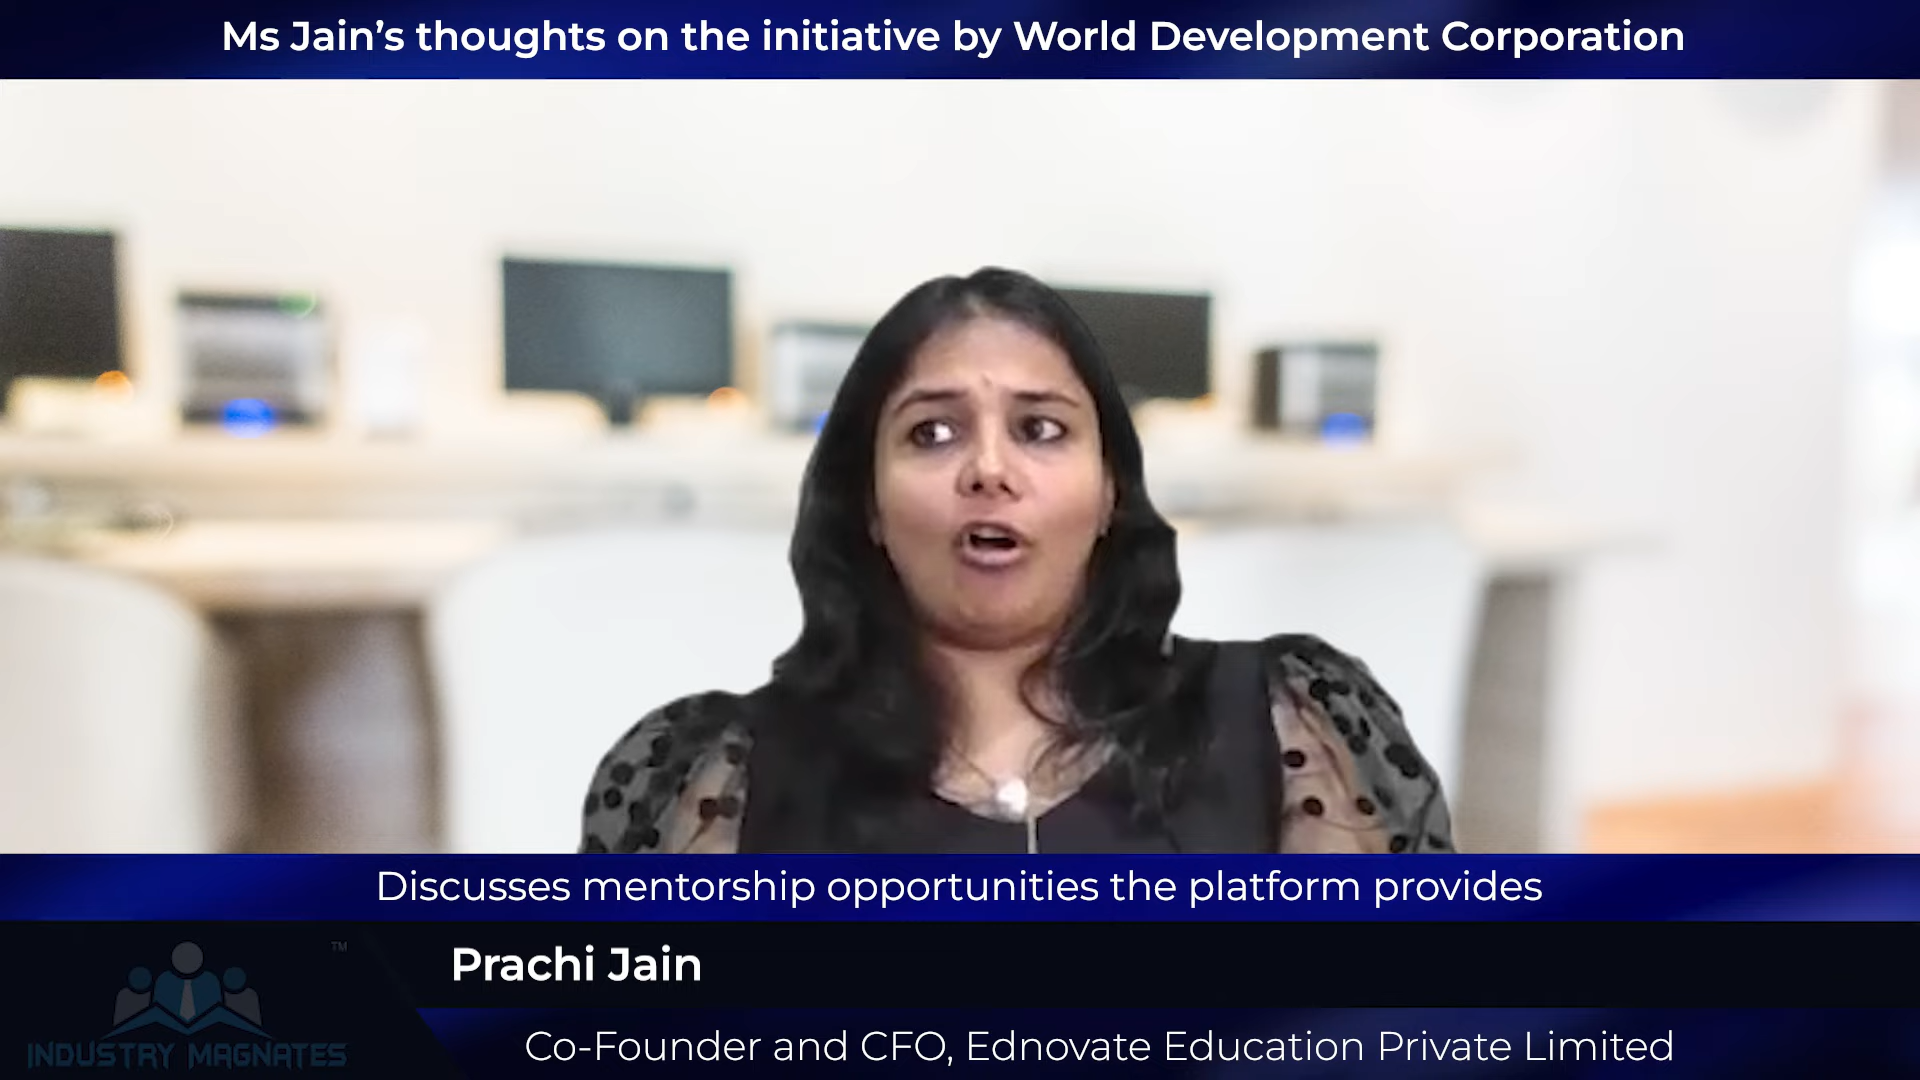 Ms Jain’s thoughts on the initiative by World Development Corporation
Discusses mentorship opportunities the platform provides
Prachi Jain
TM
INDUSTRY MAGNATES
Co-Founder and CFO, Ednovate Education Private Limited